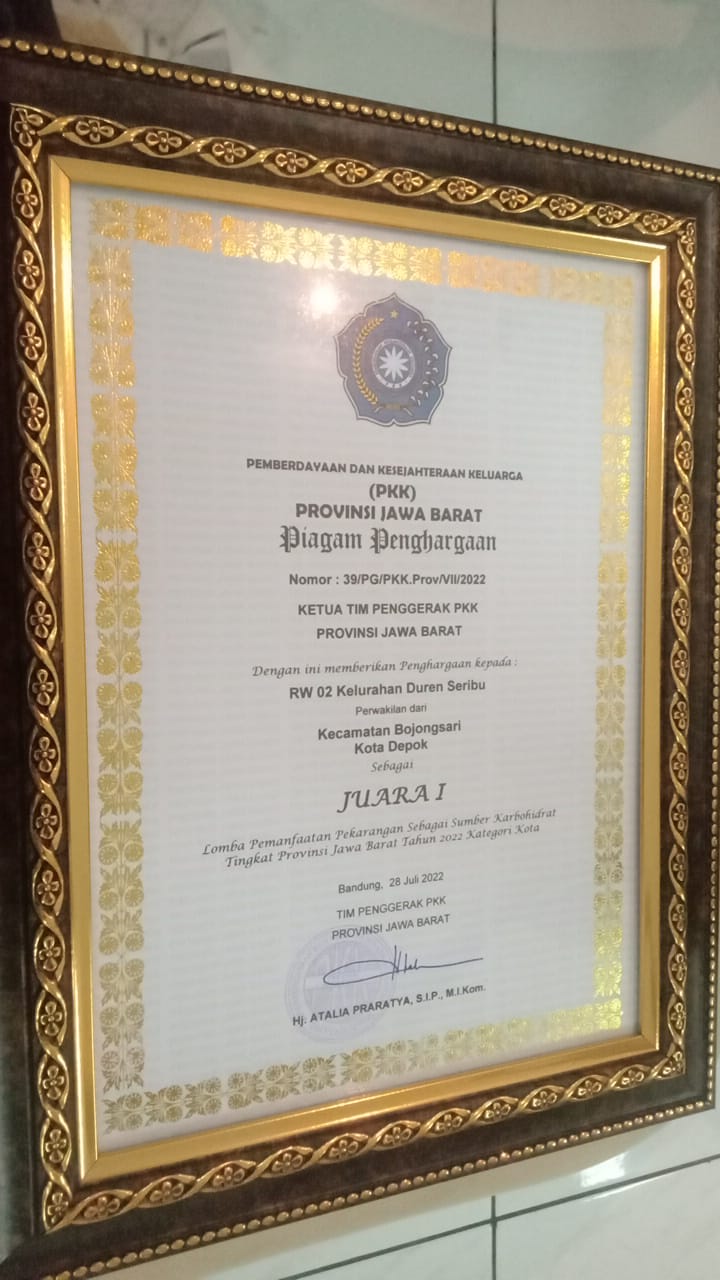 PEMBERDAYAAN DAN KESEJAHTERAAN KELUARGA
(PKK)
PROVINSI JAWA BARAT
Piagam Penghargaan
Nomor : 39/PG/PKK.Prov/VII/2022
KETUA TIM PENGGERAK PKK
PROVINSI JAWA BARAT
Dengan ini memberikan Penghargaan kepada :
RW 02 Kelurahan Duren Seribu
Perwakilan dari
Kecamatan Bojongsari
Kota Depok
Sebagai
JUARA I
Lomba Pemanfaatan Pekarangan Sebagai Sumber Karbohidrat
Tingkat Provinsi Jawa Barat Tahun 2022 Kategori Kota
Bandung, 28 Juli 2022
TIM PENGGERAK PKK
PROVINSI JAWA BARAT
Hj. ATALIA PRARATYA, S.I.P., M.I.Kom.